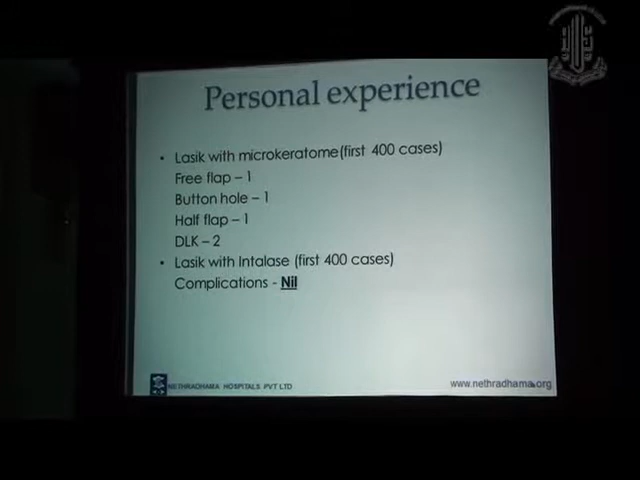 Personal experience
• Lasik with microkeratome(first 400 cases)
Free flap – 1
Button hole – 1
Half flap – 1
DLK – 2
• Lasik with Intalase (first 400 cases)
Complications - Nil
NETHRADHAMA HOSPITALS PVT LTD
www.nethradhama.org